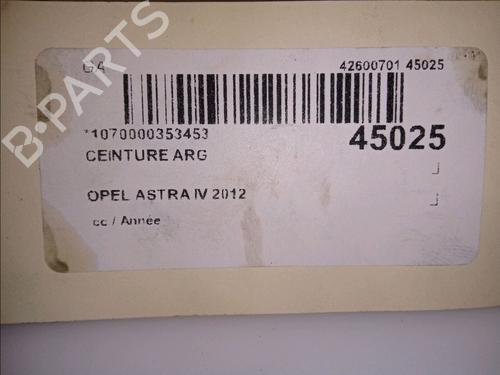 GA 42600701 45025
*1070000353453 45025
CEINTURE ARG
OPEL ASTRA IV 2012
cc / Année
B-PARTS